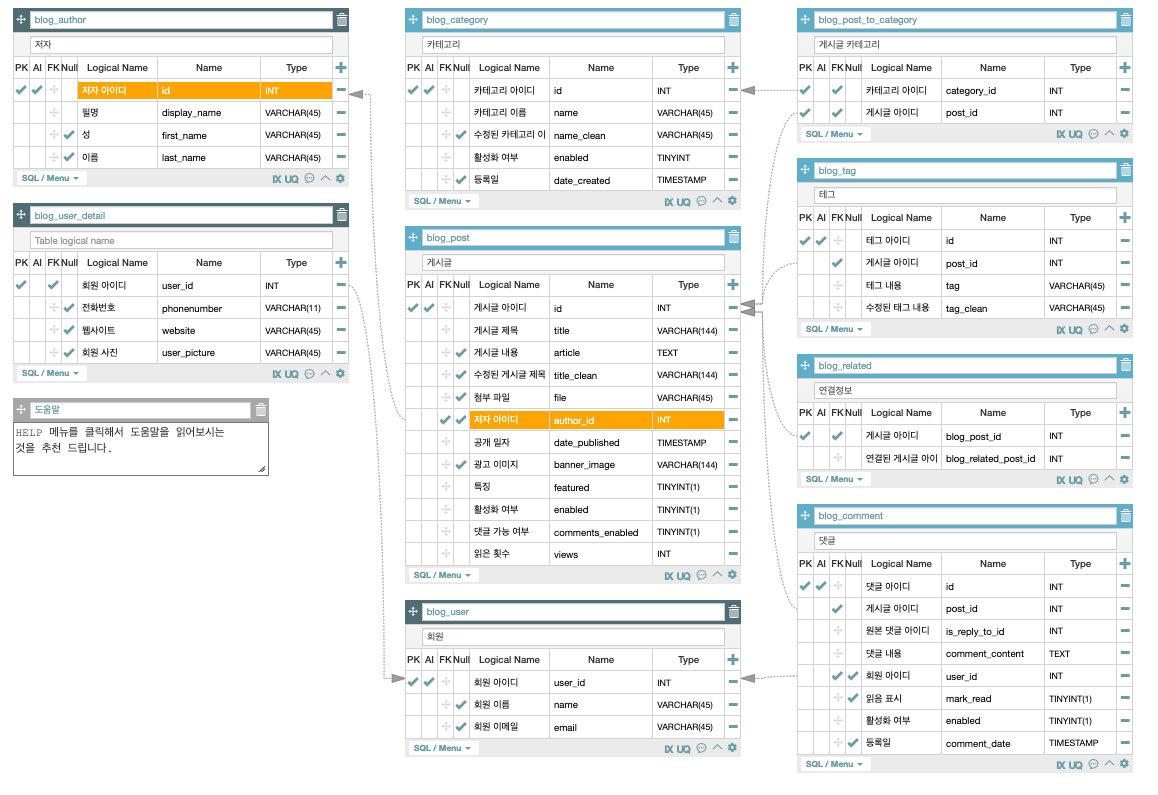 blog_author
저자
PK AI FK Null Logical Name Name Type
저자 아이디 id INT
필명 display_name VARCHAR(45)
성 first_name VARCHAR(45)
이름 last_name VARCHAR(45)
SQL / Menu IX UQ
blog_user_detail
Table logical name
PK AI FK Null Logical Name Name Type
회원 아이디 user_id INT
전화번호 phonenumber VARCHAR(11)
웹사이트 website VARCHAR(45)
회원 사진 user_picture VARCHAR(45)
SQL / Menu IX UQ
도움말
HELP 메뉴를 클릭해서 도움말을 읽어보시는
것을 추천 드립니다.
blog_category
카테고리
PK AI FK Null Logical Name Name Type
카테고리 아이디 id INT
카테고리 이름 name VARCHAR(45)
수정된 카테고리 이 name_clean VARCHAR(45)
활성화 여부 enabled TINYINT
등록일 date_created TIMESTAMP
SQL / Menu IX UQ
blog_post
게시글
PK AI FK Null Logical Name Name Type
게시글 아이디 id INT
게시글 제목 title VARCHAR(144)
게시글 내용 article TEXT
수정된 게시글 제목 title_clean VARCHAR(144)
첨부 파일 file VARCHAR(45)
저자 아이디 author_id INT
공개 일자 date_published TIMESTAMP
광고 이미지 banner_image VARCHAR(144)
특징 featured TINYINT(1)
활성화 여부 enabled TINYINT(1)
댓글 가능 여부 comments_enabled TINYINT(1)
읽은 횟수 views INT
SQL / Menu IX UQ
blog_user
회원
PK AI FK Null Logical Name Name Type
회원 아이디 user_id INT
회원 이름 name VARCHAR(45)
회원 이메일 email VARCHAR(45)
SQL / Menu IX UQ
blog_post_to_category
게시글 카테고리
PK AI FK Null Logical Name Name Type
카테고리 아이디 category_id INT
게시글 아이디 post_id INT
SQL / Menu IX UQ
blog_tag
테그
PK AI FK Null Logical Name Name Type
테그 아이디 id INT
게시글 아이디 post_id INT
테그 내용 tag VARCHAR(45)
수정된 태그 내용 tag_clean VARCHAR(45)
SQL / Menu IX UQ
blog_related
연결정보
PK AI FK Null Logical Name Name Type
게시글 아이디 blog_post_id INT
연결된 게시글 아이 blog_related_post_id INT
SQL / Menu IX UQ
blog_comment
댓글
PK AI FK Null Logical Name Name Type
댓글 아이디 id INT
게시글 아이디 post_id INT
원본 댓글 아이디 is_reply_to_id INT
댓글 내용 comment_content TEXT
회원 아이디 user_id INT
읽음 표시 mark_read TINYINT(1)
활성화 여부 enabled TINYINT(1)
등록일 comment_date TIMESTAMP
SQL / Menu IX UQ